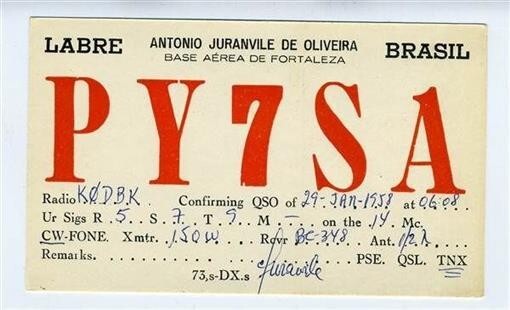 LABRE ANTONIO JURANVILE DE OLIVEIRA BRASIL
BASE AÉREA DE FORTALEZA
PY7SA
Radio KØDBK Confirming QSO of 29-JAN-1958 at 06:08
Ur Sigs R. 5 S. 7 T. 9 M - on the 14 Mc.
CW-FONE. Xmtr. 150W Rcvr BC-348 Ant.
Remarks. PSE. QSL. TNX
73,s-DX.s Juravile